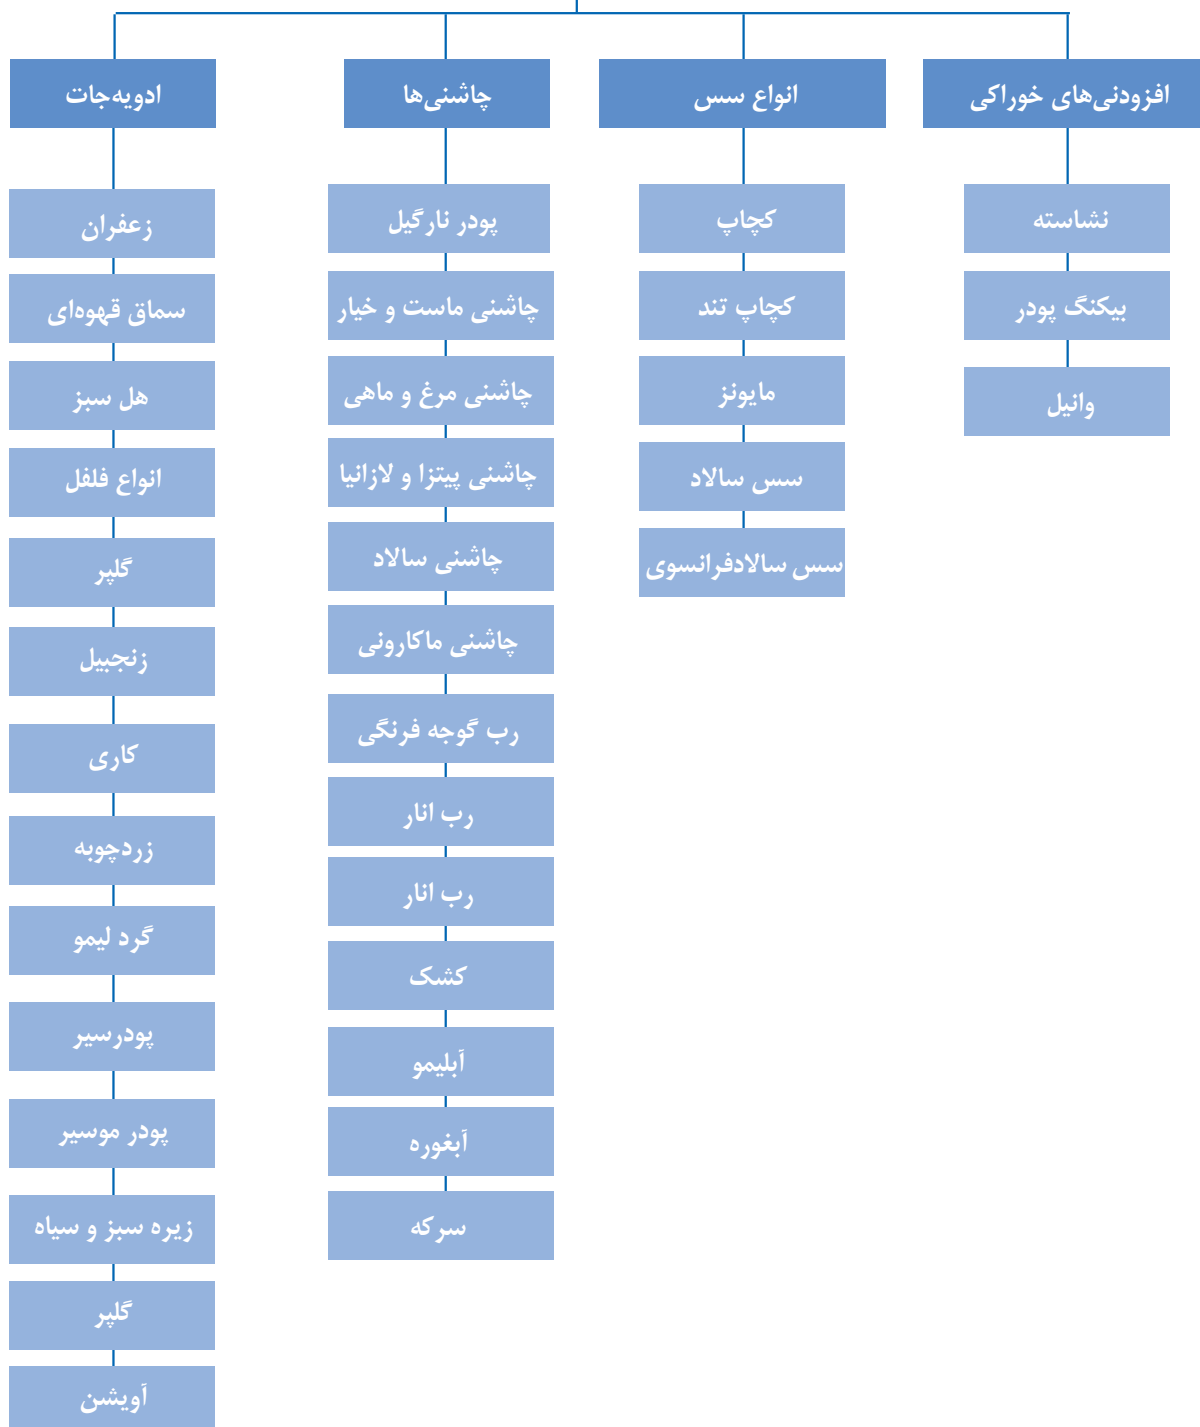 افزودنی‌های خوراکی
نشاسته
بیکنگ پودر
وانیل
انواع سس
کچاپ
کچاپ تند
مایونز
سس سالاد
سس سالادفرانسوی
چاشنی‌ها
پودر نارگیل
چاشنی ماست و خیار
چاشنی مرغ و ماهی
چاشنی پیتزا و لازانیا
چاشنی سالاد
چاشنی ماکارونی
رب گوجه فرنگی
رب انار
رب انار
کشک
آبلیمو
آبغوره
سرکه
ادویه‌جات
زعفران
سماق قهوه‌ای
هل سبز
انواع فلفل
گلپر
زنجبیل
کاری
زردچوبه
گرد لیمو
پودرسیر
پودر موسیر
زیره سبز و سیاه
گلپر
آویشن